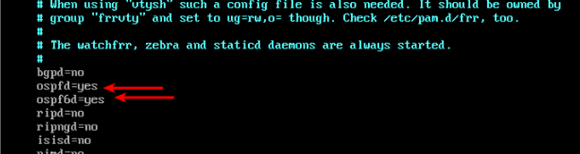 # When using "vtysh" such a config file is also needed. It should be owned by
# group "frrvty" and set to ug=rw,o= though. Check /etc/pam.d/frr, too.
#
# The watchfrr, zebra and staticd daemons are always started.
#
bgpd=no
ospfd=yes
ospf6d=yes
ripd=no
ripngd=no
isisd=no
pimd=no